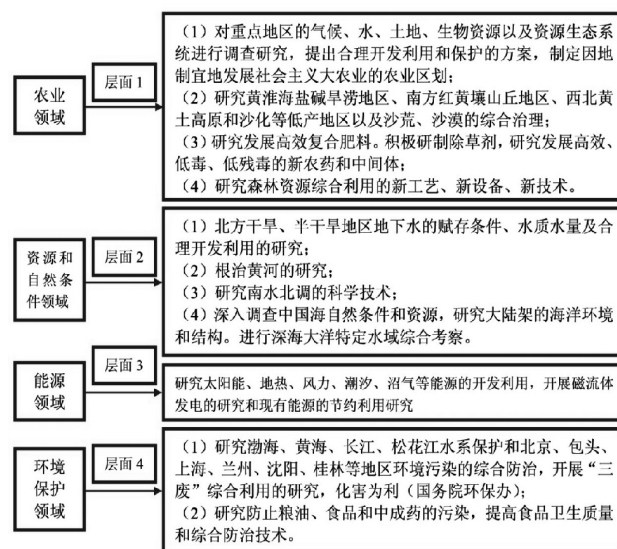 农业
领域
层面 1
（1）对重点地区的气候、水、土地、生物资源以及资源生态系
统进行调查研究，提出合理开发利用和保护的方案，制定因地
制宜地发展社会主义大农业的农业区划；
（2）研究黄淮海盐碱旱涝地区、南方红黄壤山丘地区、西北黄
土高原和沙化等低产地区以及沙荒、沙漠的综合治理；
（3）研究发展高效复合肥料。积极研制除草剂，研究发展高效、
低毒、低残毒的新农药和中间体；
（4）研究森林资源综合利用的新工艺、新设备、新技术。
资源和
自然条
件领域
层面 2
（1）北方干旱、半干旱地区地下水的赋存条件、水质水量及合
理开发利用的研究；
（2）根治黄河的研究；
（3）研究南水北调的科学技术；
（4）深入调查中国海自然条件和资源，研究大陆架的海洋环境
和结构。进行深海大洋特定水域综合考察。
能源
领域
层面 3
研究太阳能、地热、风力、潮汐、沼气等能源的开发利用，开展磁流体
发电的研究和现有能源的节约利用研究
环境
保护
领域
层面 4
（1）研究渤海、黄海、长江、松花江水系保护和北京、包头、
上海、兰州、沈阳、桂林等地区环境污染的综合防治，开展“三
废”综合利用的研究，化害为利（国务院环保办）；
（2）研究防止粮油、食品和中成药的污染，提高食品卫生质量
和综合防治技术。